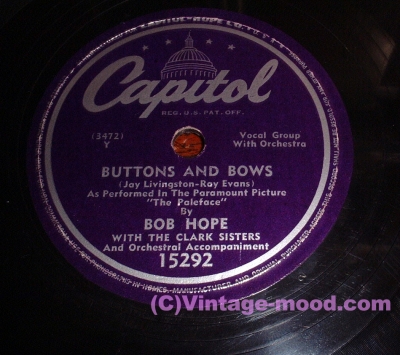 Capitol
REG. U.S. PAT. OFF.
(3472)
Y
Vocal Group
With Orchestra
BUTTONS AND BOWS
(Jay Livingston-Ray Evans)
As Performed In The Paramount Picture
"The Paleface"
By
BOB HOPE
WITH THE CLARK SISTERS
And Orchestral Accompaniment
15292
(C)Vintage-mood.com